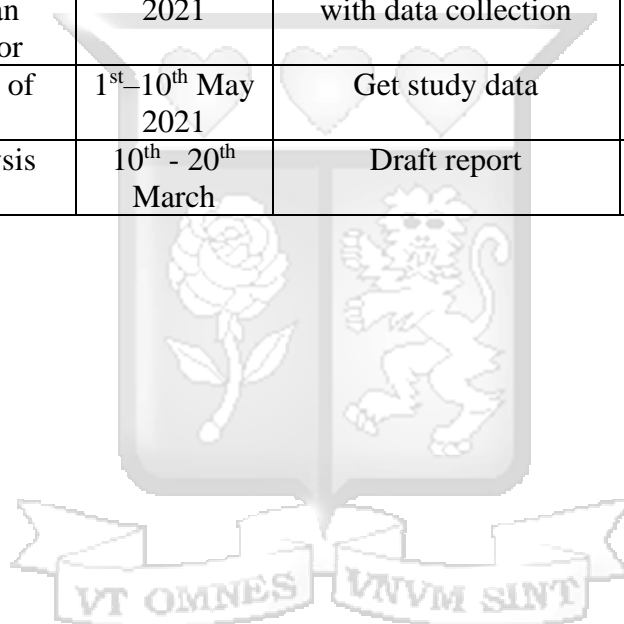 an 2021 with data collection
or
of 1st–10th May Get study data
2021
10th - 20th Draft report
March
VT OMNES VNVM SINT